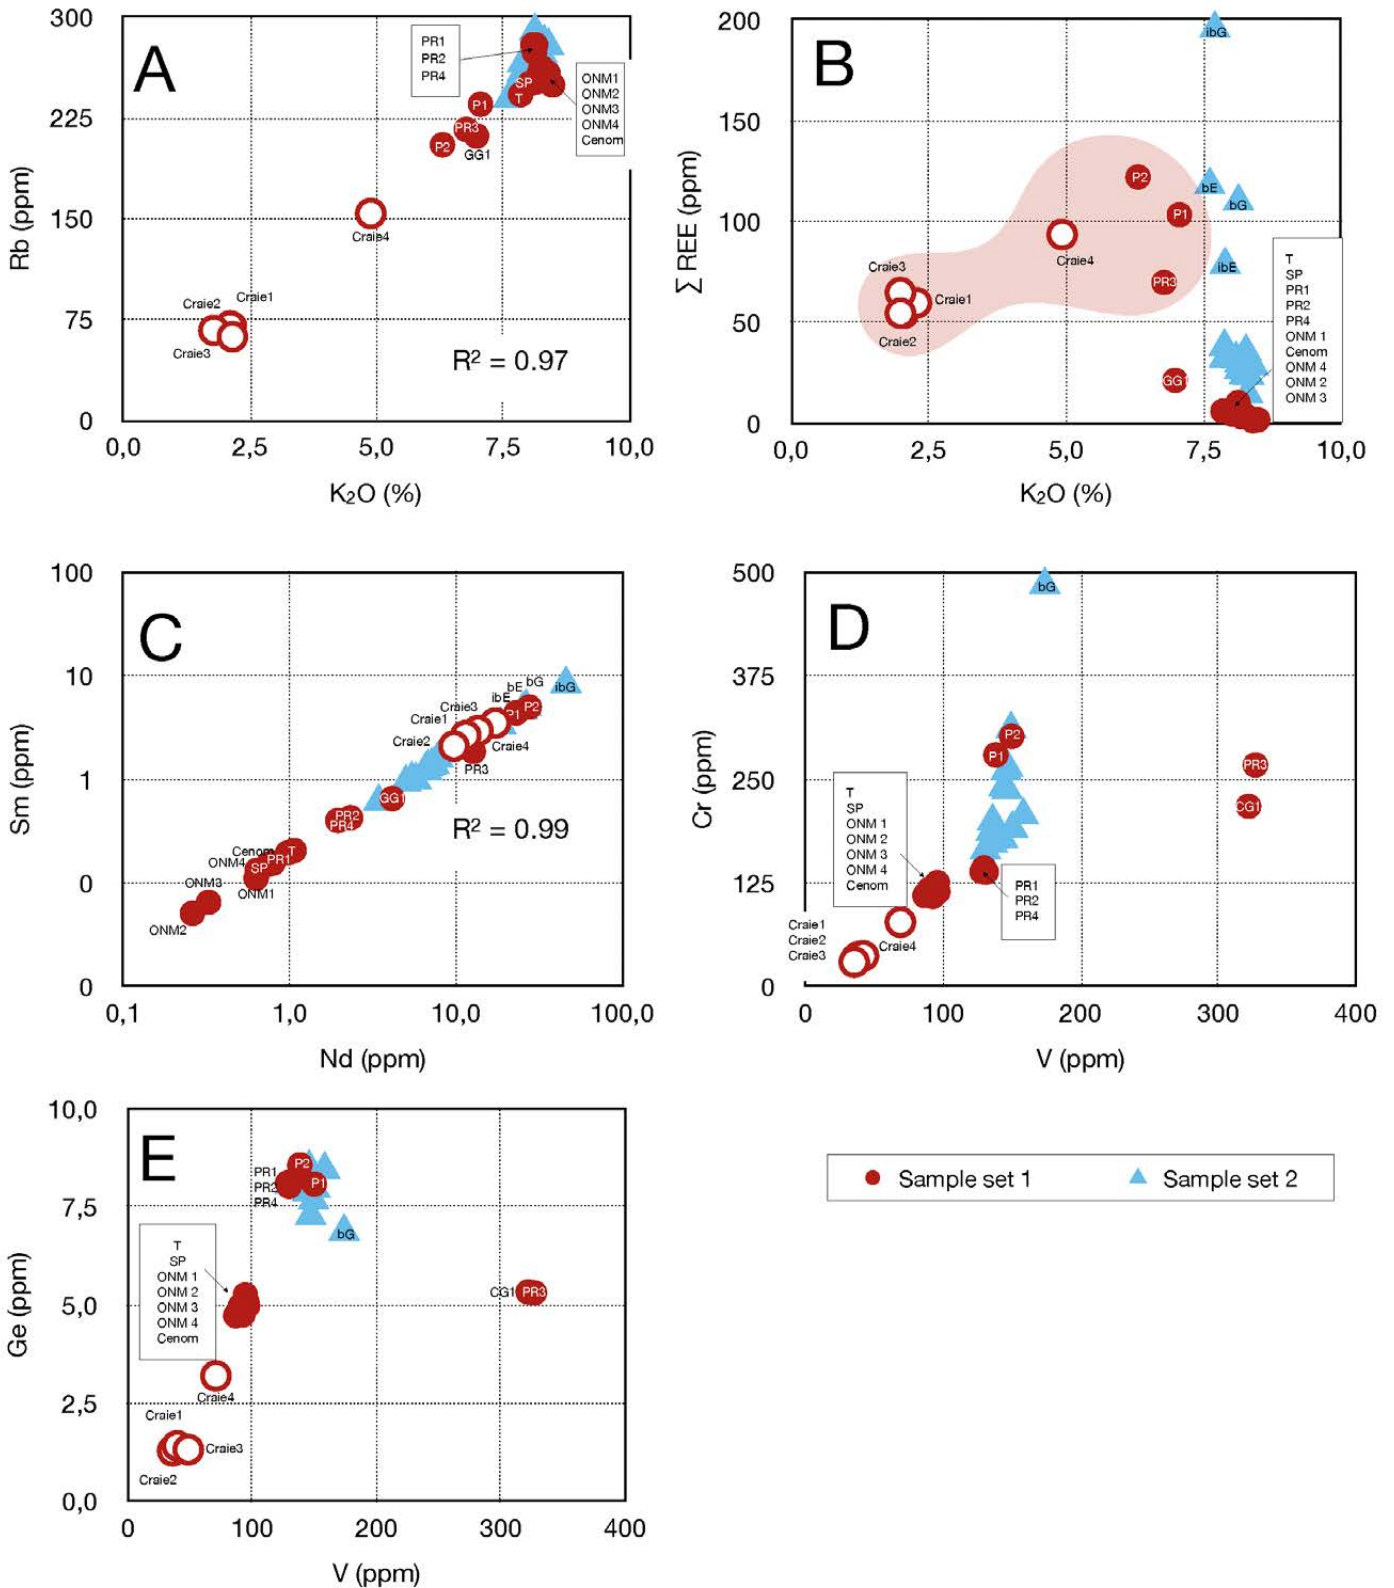 A
300
225
150
75
0
Rb (ppm)
0,0
2,5
5,0
7,5
10,0
K₂O (%)
PR1
PR2
PR4
ONM1
ONM2
ONM3
ONM4
Cenom
SP
T
P1
PR3
P2
GG1
Craie4
Craie2
Craie1
Craie3
R² = 0.97
B
200
150
100
50
0
∑ REE (ppm)
0,0
2,5
5,0
7,5
10,0
K₂O (%)
ibG
P2
bE
bG
P1
Craie4
ibE
PR3
Craie3
Craie1
Craie2
GG1
T
SP
PR1
PR2
PR4
ONM 1
Cenom
ONM 4
ONM 2
ONM 3
C
100
10
1
0
0
Sm (ppm)
0,1
1,0
10,0
100,0
Nd (ppm)
bE
bG
ibG
ibE
P2
P1
Craie3
Craie1
Craie4
Craie2
PR3
GG1
PR2
PR4
Cenom
T
ONM4
PR1
SP
ONM3
ONM1
ONM2
R² = 0.99
D
500
375
250
125
0
Cr (ppm)
0
100
200
300
400
V (ppm)
bG
P2
P1
PR3
CG1
T
SP
ONM 1
ONM 2
ONM 3
ONM 4
Cenom
PR1
PR2
PR4
Craie1
Craie2
Craie3
Craie4
E
10,0
7,5
5,0
2,5
0,0
Ge (ppm)
0
100
200
300
400
V (ppm)
P2
PR1
PR2
PR4
P1
bG
T
SP
ONM 1
ONM 2
ONM 3
ONM 4
Cenom
CG1
PR3
Craie4
Craie1
Craie3
Craie2
Sample set 1
Sample set 2